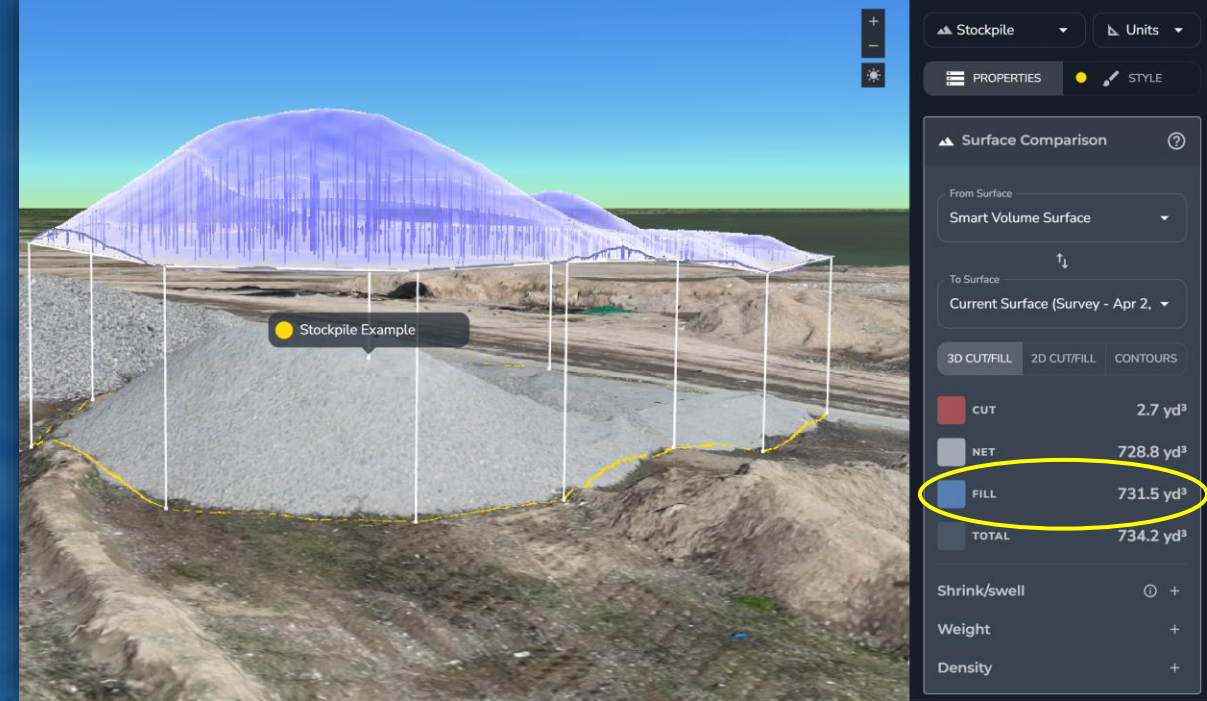 +
−
Stockpile Example
Stockpile
Units
PROPERTIES
STYLE
Surface Comparison
?
From Surface
Smart Volume Surface
To Surface
Current Surface (Survey - Apr 2,
3D CUT/FILL 2D CUT/FILL CONTOURS
CUT 2.7 yd³
NET 728.8 yd³
FILL 731.5 yd³
TOTAL 734.2 yd³
Shrink/swell +
Weight +
Density +